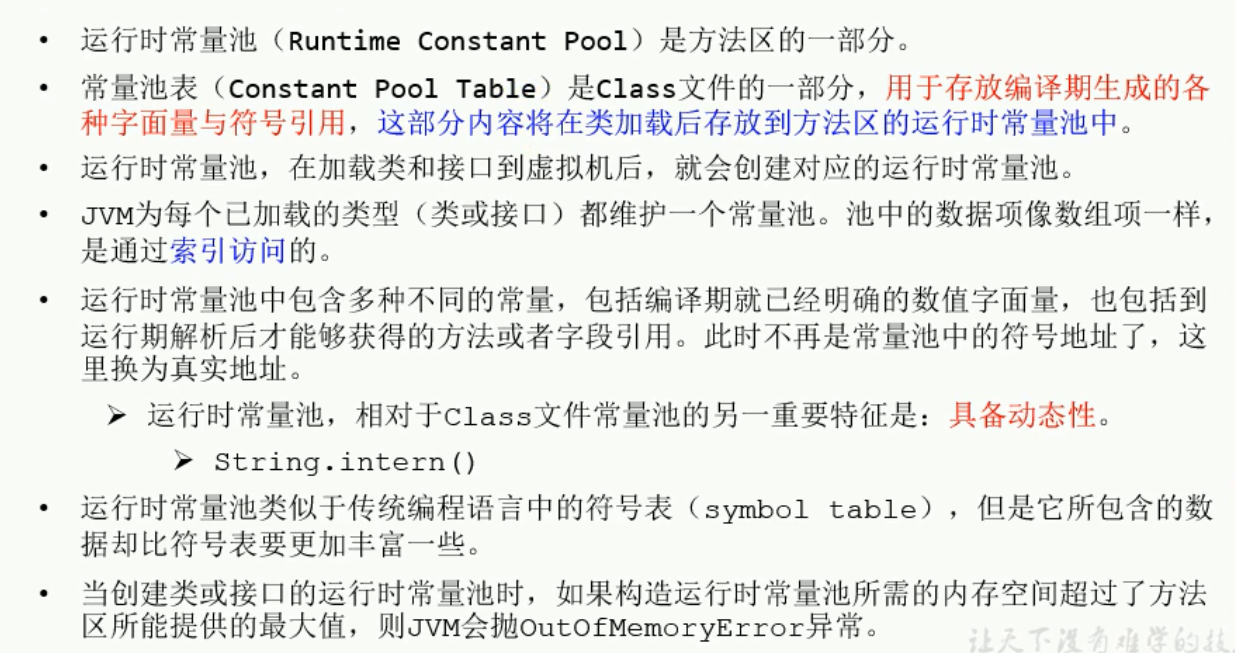 • 运行时常量池（Runtime Constant Pool）是方法区的一部分。
• 常量池表（Constant Pool Table）是Class文件的一部分，用于存放编译期生成的各
种字面量与符号引用，这部分内容将在类加载后存放到方法区的运行时常量池中。
• 运行时常量池，在加载类和接口到虚拟机后，就会创建对应的运行时常量池。
• JVM为每个已加载的类型（类或接口）都维护一个常量池。池中的数据项像数组项一样，
是通过索引访问的。
• 运行时常量池中包含多种不同的常量，包括编译期就已经明确的数值字面量，也包括到
运行期解析后才能够获得的方法或者字段引用。此时不再是常量池中的符号地址了，这
里换为真实地址。
➢ 运行时常量池，相对于Class文件常量池的另一重要特征是：具备动态性。
➢ String.intern()
• 运行时常量池类似于传统编程语言中的符号表（symbol table），但是它所包含的数
据却比符号表要更加丰富一些。
• 当创建类或接口的运行时常量池时，如果构造运行时常量池所需的内存空间超过了方法
区所能提供的最大值，则JVM会抛OutOfMemoryError异常。
让天下没有难学的技